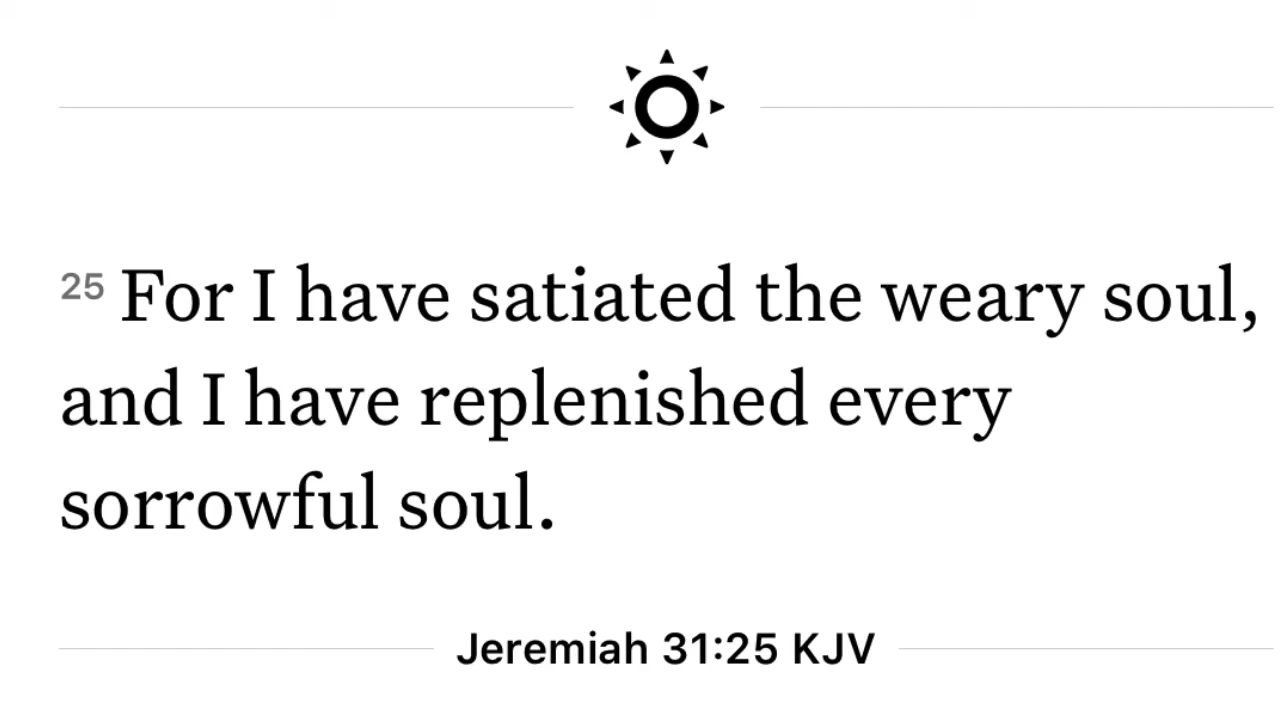 25 For I have satiated the weary soul,
and I have replenished every
sorrowful soul.
Jeremiah 31:25 KJV